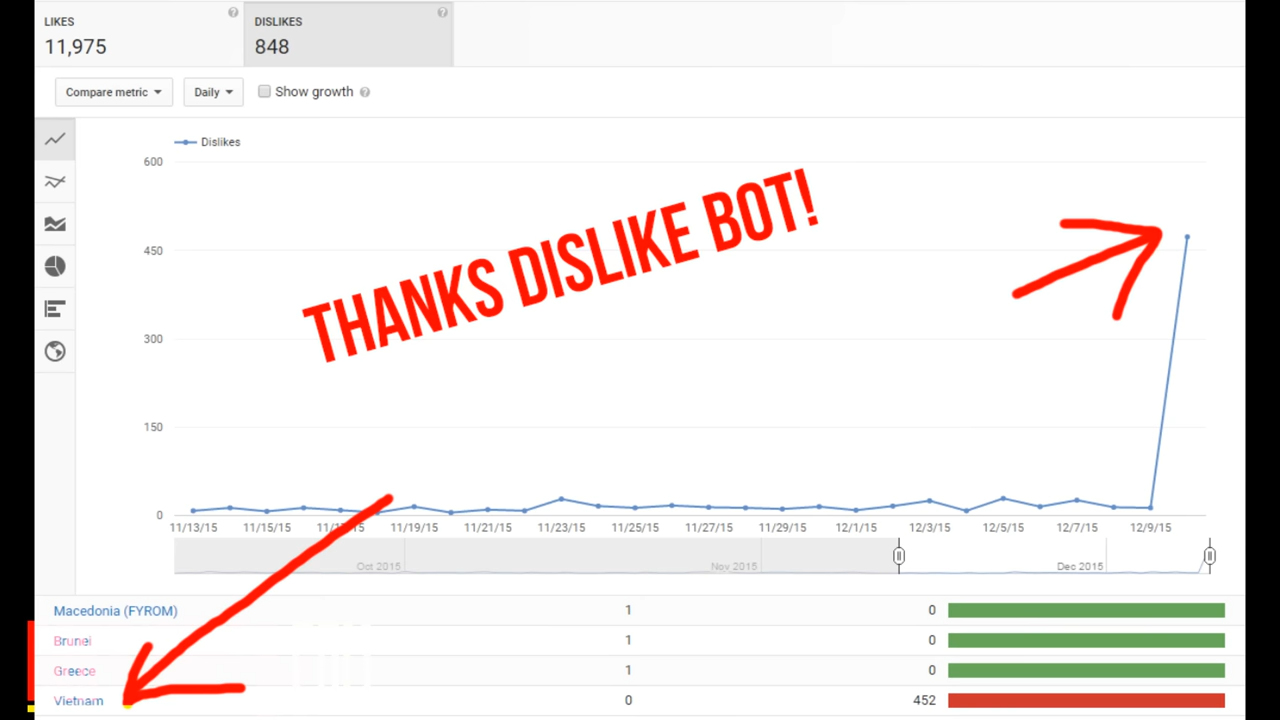 LIKES
11,975
DISLIKES
848
Compare metric
Daily
Show growth
Dislikes
600
450
300
150
0
THANKS DISLIKE BOT!
11/13/15 11/15/15 11/17/15 11/19/15 11/21/15 11/23/15 11/25/15 11/27/15 11/29/15 12/1/15 12/3/15 12/5/15 12/7/15 12/9/15
Oct 2015 Nov 2015 Dec 2015
Macedonia (FYROM) 1 0
Brunei 1 0
Greece 1 0
Vietnam 0 452